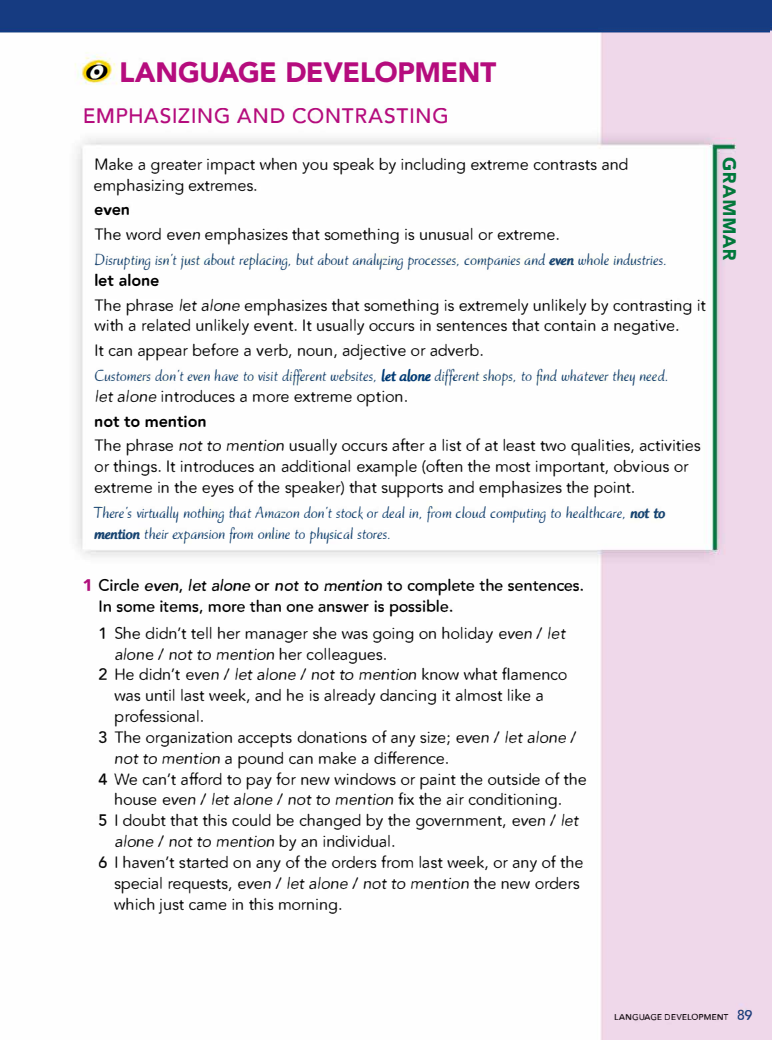 LANGUAGE DEVELOPMENT
EMPHASIZING AND CONTRASTING
GRAMMAR
Make a greater impact when you speak by including extreme contrasts and
emphasizing extremes.
even
The word even emphasizes that something is unusual or extreme.
Disrupting isn't just about replacing, but about analyzing processes, companies and even whole industries.
let alone
The phrase let alone emphasizes that something is extremely unlikely by contrasting it
with a related unlikely event. It usually occurs in sentences that contain a negative.
It can appear before a verb, noun, adjective or adverb.
Customers don't even have to visit different websites, let alone different shops, to find whatever they need.
let alone introduces a more extreme option.
not to mention
The phrase not to mention usually occurs after a list of at least two qualities, activities
or things. It introduces an additional example (often the most important, obvious or
extreme in the eyes of the speaker) that supports and emphasizes the point.
There's virtually nothing that Amazon don't stock or deal in, from cloud computing to healthcare, not to
mention their expansion from online to physical stores.
1 Circle even, let alone or not to mention to complete the sentences.
In some items, more than one answer is possible.
1 She didn't tell her manager she was going on holiday even / let
alone / not to mention her colleagues.
2 He didn't even / let alone / not to mention know what flamenco
was until last week, and he is already dancing it almost like a
professional.
3 The organization accepts donations of any size; even / let alone /
not to mention a pound can make a difference.
4 We can't afford to pay for new windows or paint the outside of the
house even / let alone / not to mention fix the air conditioning.
5 I doubt that this could be changed by the government, even / let
alone / not to mention by an individual.
6 I haven't started on any of the orders from last week, or any of the
special requests, even / let alone / not to mention the new orders
which just came in this morning.
LANGUAGE DEVELOPMENT 89